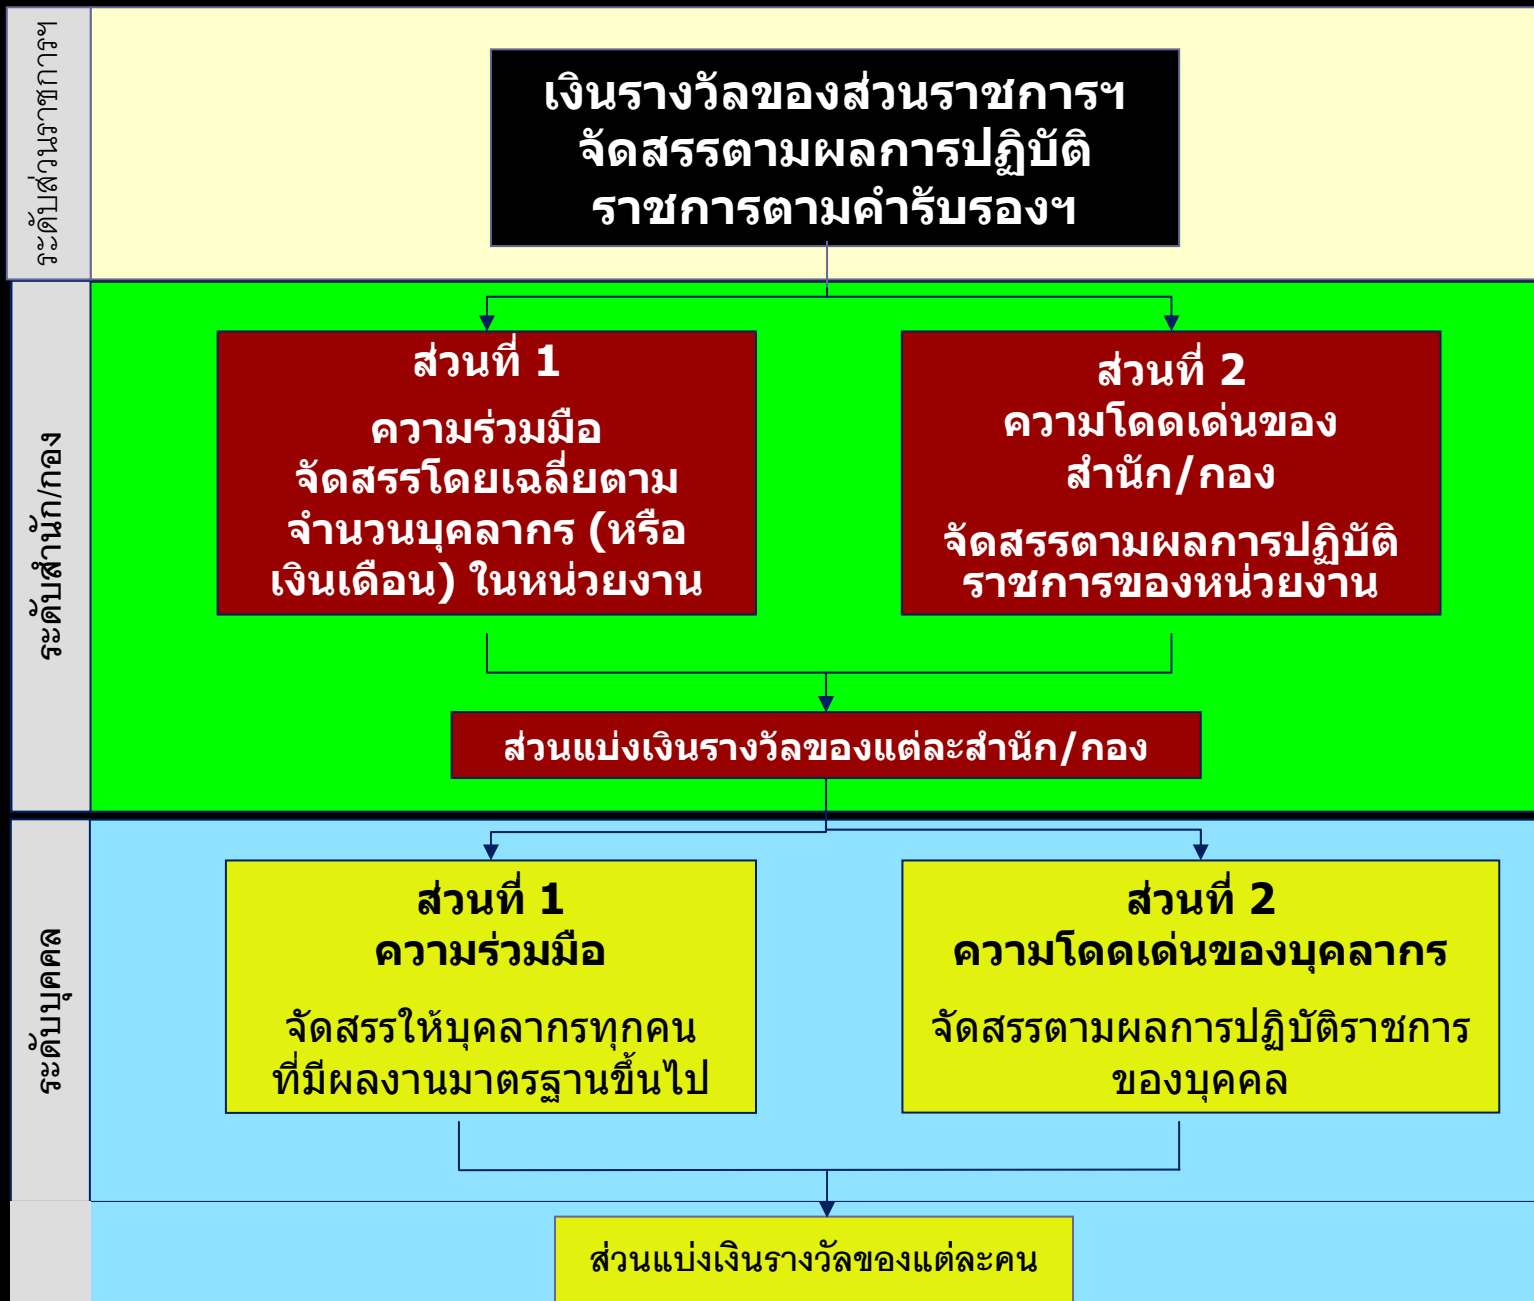 ระดับส่วนราชการฯ
เงินรางวัลของส่วนราชการฯ
จัดสรรตามผลการปฏิบัติ
ราชการตามคำรับรองฯ
ระดับสำนัก/กอง
ส่วนที่ 1
ความร่วมมือ
จัดสรรโดยเฉลี่ยตาม
จำนวนบุคลากร (หรือ
เงินเดือน) ในหน่วยงาน
ส่วนที่ 2
ความโดดเด่นของ
สำนัก/กอง
จัดสรรตามผลการปฏิบัติ
ราชการของหน่วยงาน
ส่วนแบ่งเงินรางวัลของแต่ละสำนัก/กอง
ระดับบุคคล
ส่วนที่ 1
ความร่วมมือ
จัดสรรให้บุคลากรทุกคน
ที่มีผลงานมาตรฐานขึ้นไป
ส่วนที่ 2
ความโดดเด่นของบุคลากร
จัดสรรตามผลการปฏิบัติราชการ
ของบุคคล
ส่วนแบ่งเงินรางวัลของแต่ละคน